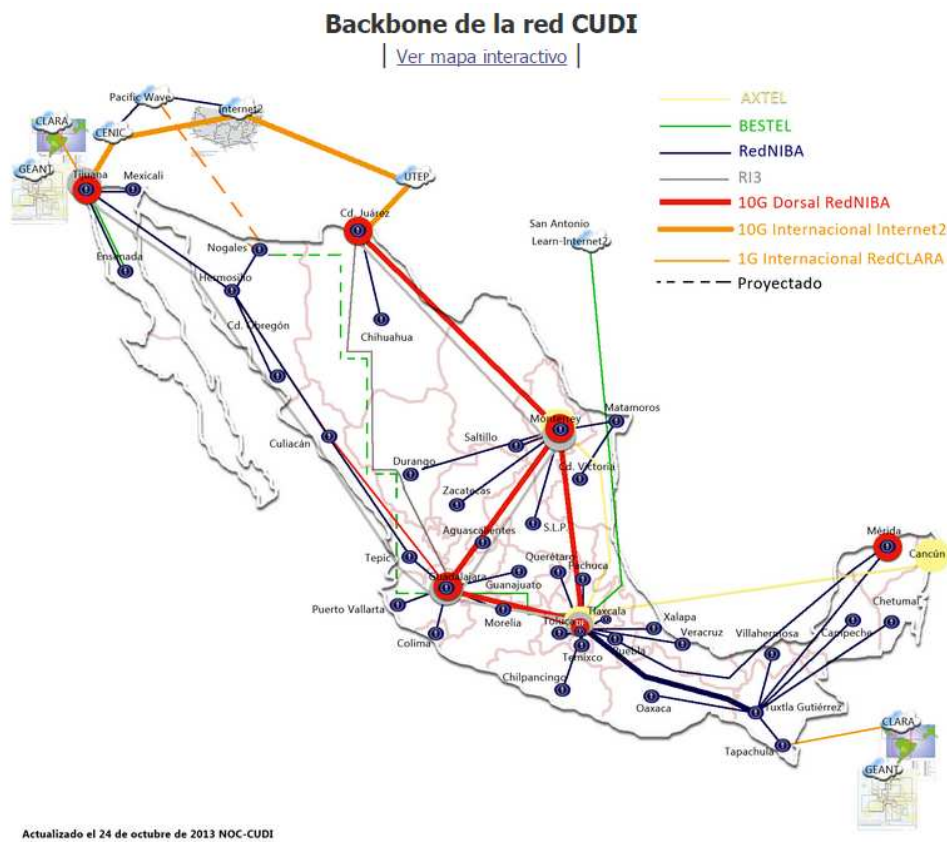 Backbone de la red CUDI
| Ver mapa interactivo |
Pacific Wave
Internet2
CLARA
CENIC
GEANT
Tijuana
Mexicali
UTEP
Cd. Juárez
San Antonio
Learn-Internet2
AXTEL
BESTEL
RedNIBA
RI3
10G Dorsal RedNIBA
10G Internacional Internet2
1G Internacional RedCLARA
Proyectado
Nogales
Ensenada
Hermosillo
Cd. Obregón
Chihuahua
Culiacán
Monterrey
Matamoros
Saltillo
Durango
Cd. Victoria
Zacatecas
S.L.P.
Aguascalientes
Mérida
Cancún
Tepic
Querétaro
Pachuca
Guadalajara
Guanajuato
Chetumal
Puerto Vallarta
Morelia
Tlaxcala
Toluca
DF
Xalapa
Campeche
Colima
Puebla
Veracruz
Villahermosa
Temixco
Chilpancingo
Oaxaca
Tuxtla Gutiérrez
Tapachula
CLARA
GEANT
Actualizado el 24 de octubre de 2013 NOC-CUDI